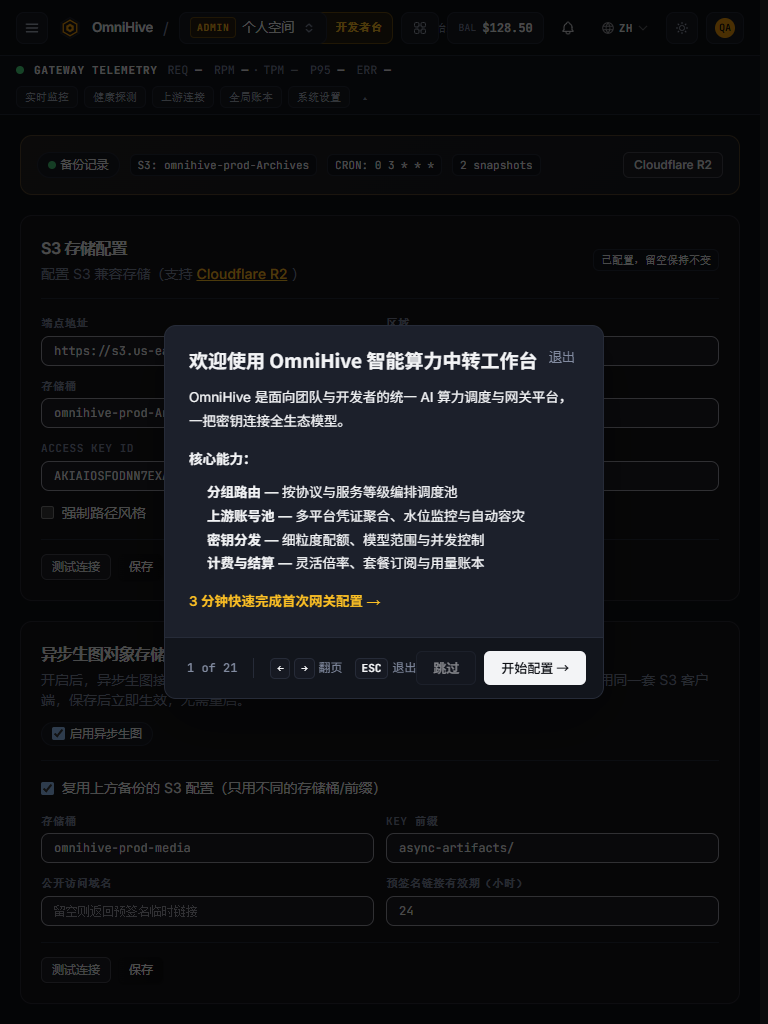 OmniHive / ADMIN 个人空间 开发者台 BAL $128.50 ZH QA
GATEWAY TELEMETRY REQ — RPM — · TPM — P95 — ERR —
实时监控 健康探测 上游连接 全局账本 系统设置
备份记录 S3: omnihive-prod-Archives CRON: 0 3 * * * 2 snapshots Cloudflare R2
S3 存储配置
配置 S3 兼容存储（支持 Cloudflare R2 ）
已配置，留空保持不变
端点地址 区域
https://s3.us-ea
存储桶
omnihive-prod-Ar
ACCESS KEY ID
AKIAIOSFODNN7EXA
强制路径风格
测试连接 保存
欢迎使用 OmniHive 智能算力中转工作台 退出
OmniHive 是面向团队与开发者的统一 AI 算力调度与网关平台，
一把密钥连接全生态模型。
核心能力：
分组路由 — 按协议与服务等级编排调度池
上游账号池 — 多平台凭证聚合、水位监控与自动容灾
密钥分发 — 细粒度配额、模型范围与并发控制
计费与结算 — 灵活倍率、套餐订阅与用量账本
3 分钟快速完成首次网关配置 →
1 of 21 ← → 翻页 ESC 退出 跳过 开始配置 →
异步生图对象存储
开启后，异步生图接 用同一套 S3 客户
端，保存后立即生效，无需重启。
启用异步生图
复用上方备份的 S3 配置（只用不同的存储桶/前缀）
存储桶 KEY 前缀
omnihive-prod-media async-artifacts/
公开访问域名 预签名链接有效期（小时）
留空则返回预签名临时链接 24
测试连接 保存